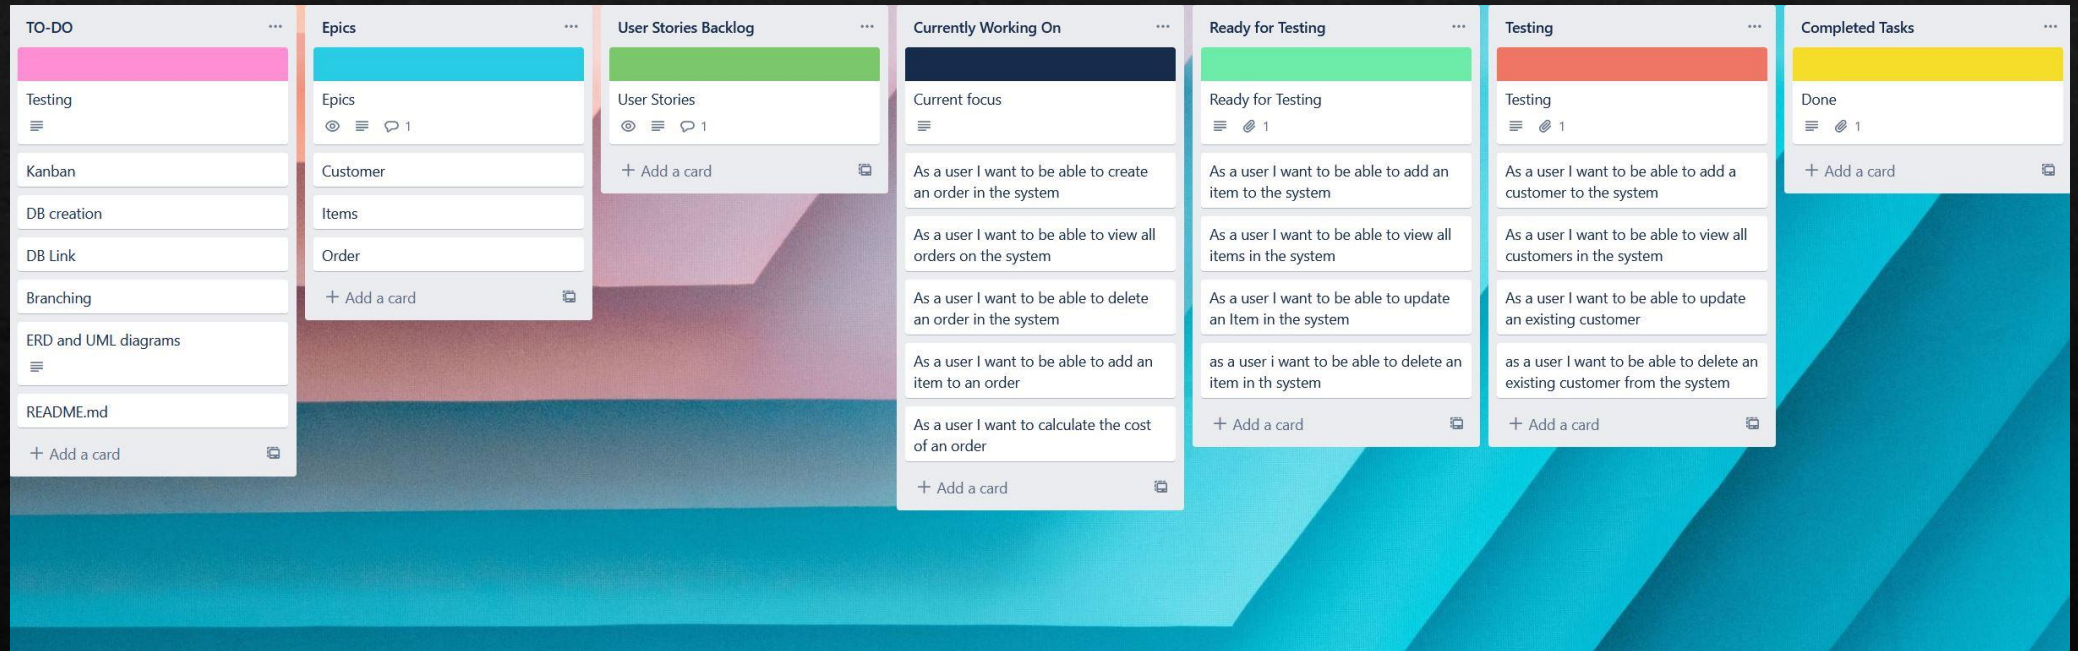 TO-DO
Testing
Kanban
DB creation
DB Link
Branching
ERD and UML diagrams
README.md
+ Add a card
Epics
Epics
1
Customer
Items
Order
+ Add a card
User Stories Backlog
User Stories
1
+ Add a card
Currently Working On
Current focus
As a user I want to be able to create
an order in the system
As a user I want to be able to view all
orders on the system
As a user I want to be able to delete
an order in the system
As a user I want to be able to add an
item to an order
As a user I want to calculate the cost
of an order
+ Add a card
Ready for Testing
Ready for Testing
1
As a user I want to be able to add an
item to the system
As a user I want to be able to view all
items in the system
As a user I want to be able to update
an Item in the system
as a user i want to be able to delete an
item in th system
+ Add a card
Testing
Testing
1
As a user I want to be able to add a
customer to the system
As a user I want to be able to view all
customers in the system
As a user I want to be able to update
an existing customer
as a user I want to be able to delete an
existing customer from the system
+ Add a card
Completed Tasks
Done
1
+ Add a card